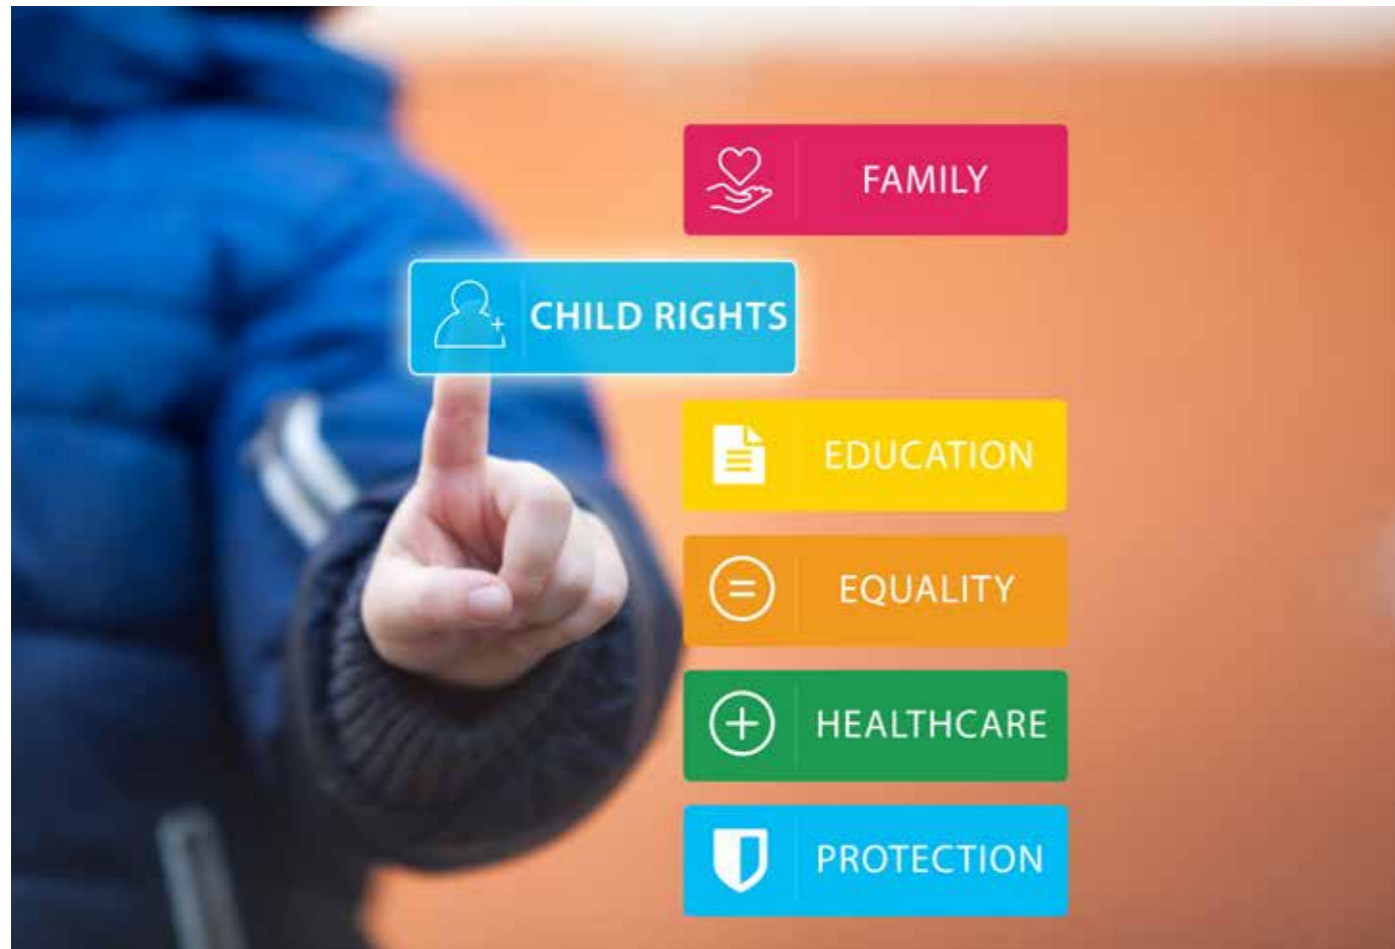 FAMILY
CHILD RIGHTS
EDUCATION
EQUALITY
HEALTHCARE
PROTECTION